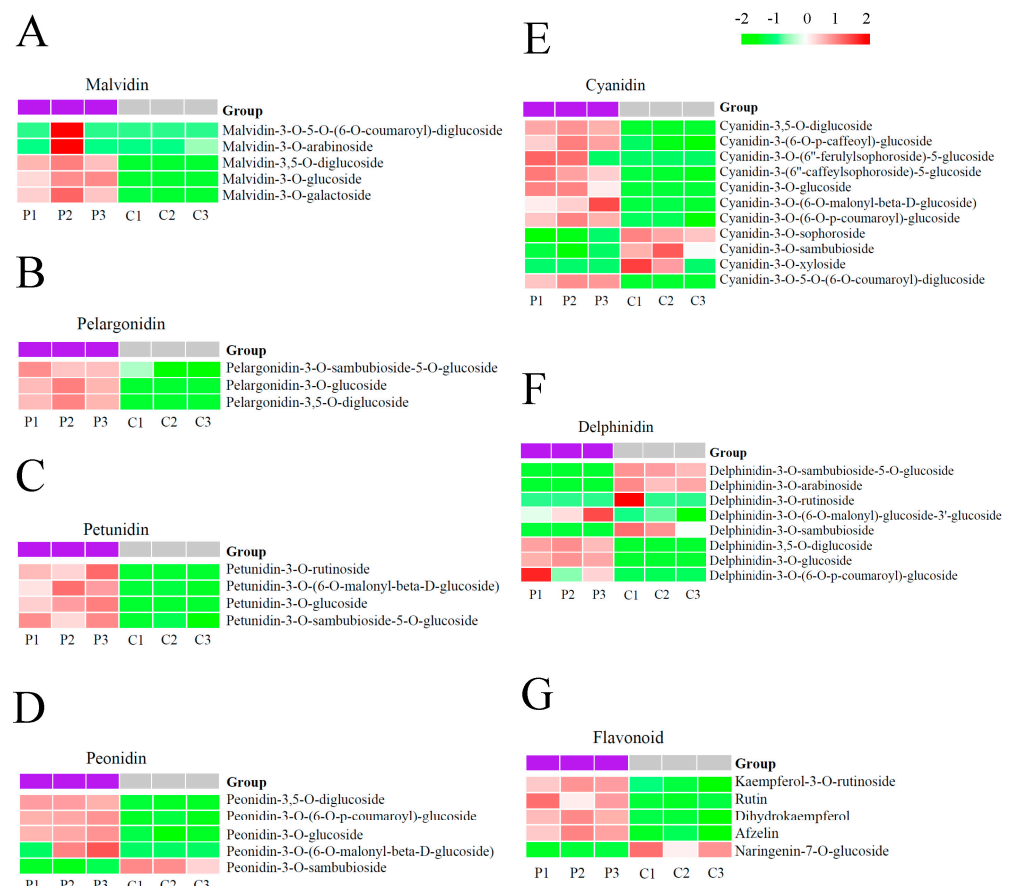 A
Malvidin
Group
Malvidin-3-O-5-O-(6-O-coumaroyl)-diglucoside
Malvidin-3-O-arabinoside
Malvidin-3,5-O-diglucoside
Malvidin-3-O-glucoside
Malvidin-3-O-galactoside
P1 P2 P3 C1 C2 C3
B
Pelargonidin
Group
Pelargonidin-3-O-sambubioside-5-O-glucoside
Pelargonidin-3-O-glucoside
Pelargonidin-3,5-O-diglucoside
P1 P2 P3 C1 C2 C3
C
Petunidin
Group
Petunidin-3-O-rutinoside
Petunidin-3-O-(6-O-malonyl-beta-D-glucoside)
Petunidin-3-O-glucoside
Petunidin-3-O-sambubioside-5-O-glucoside
P1 P2 P3 C1 C2 C3
D
Peonidin
Group
Peonidin-3,5-O-diglucoside
Peonidin-3-O-(6-O-p-coumaroyl)-glucoside
Peonidin-3-O-glucoside
Peonidin-3-O-(6-O-malonyl-beta-D-glucoside)
Peonidin-3-O-sambubioside
P1 P2 P3 C1 C2 C3
-2 -1 0 1 2
E
Cyanidin
Group
Cyanidin-3,5-O-diglucoside
Cyanidin-3-(6-O-p-caffeoyl)-glucoside
Cyanidin-3-O-(6"-ferulylsophoroside)-5-glucoside
Cyanidin-3-(6"-caffeylsophoroside)-5-glucoside
Cyanidin-3-O-glucoside
Cyanidin-3-O-(6-O-malonyl-beta-D-glucoside)
Cyanidin-3-O-(6-O-p-coumaroyl)-glucoside
Cyanidin-3-O-sophoroside
Cyanidin-3-O-sambubioside
Cyanidin-3-O-xyloside
Cyanidin-3-O-5-O-(6-O-coumaroyl)-diglucoside
P1 P2 P3 C1 C2 C3
F
Delphinidin
Group
Delphinidin-3-O-sambubioside-5-O-glucoside
Delphinidin-3-O-arabinoside
Delphinidin-3-O-rutinoside
Delphinidin-3-O-(6-O-malonyl)-glucoside-3'-glucoside
Delphinidin-3-O-sambubioside
Delphinidin-3,5-O-diglucoside
Delphinidin-3-O-glucoside
Delphinidin-3-O-(6-O-p-coumaroyl)-glucoside
P1 P2 P3 C1 C2 C3
G
Flavonoid
Group
Kaempferol-3-O-rutinoside
Rutin
Dihydrokaempferol
Afzelin
Naringenin-7-O-glucoside
P1 P2 P3 C1 C2 C3